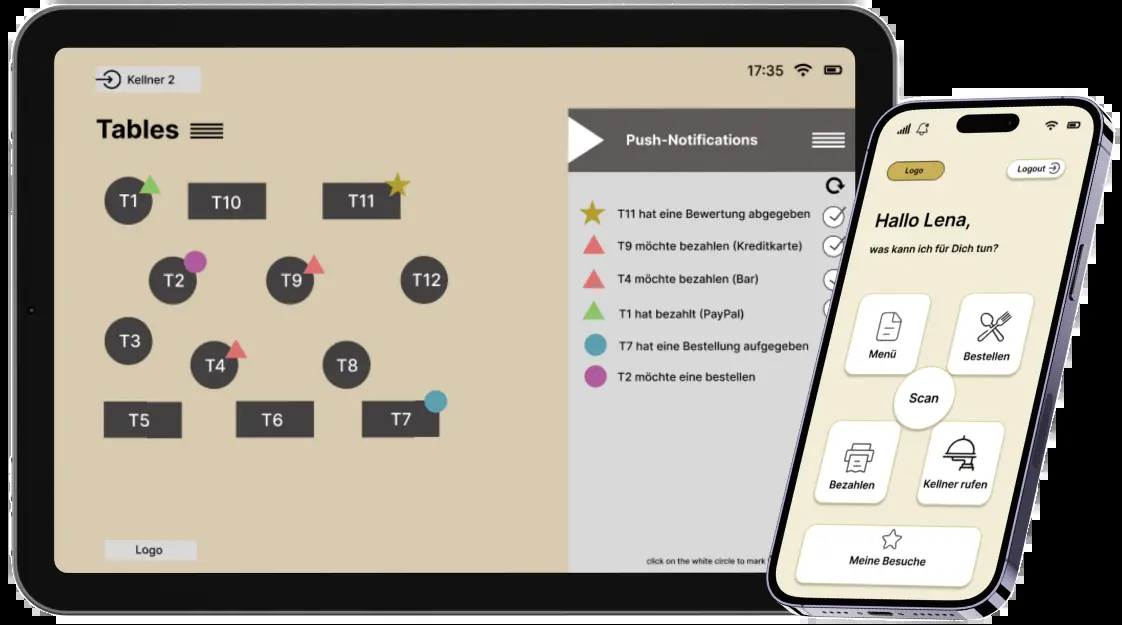 Kellner 2
17:35
Tables
T1
T10
T11
T2
T9
T12
T3
T4
T8
T5
T6
T7
Logo
Push-Notifications
T11 hat eine Bewertung abgegeben
T9 möchte bezahlen (Kreditkarte)
T4 möchte bezahlen (Bar)
T1 hat bezahlt (PayPal)
T7 hat eine Bestellung aufgegeben
T2 möchte eine bestellen
click on the white circle to mark
Logo
Logout
Hallo Lena,
was kann ich für Dich tun?
Menü
Bestellen
Scan
Bezahlen
Kellner rufen
Meine Besuche